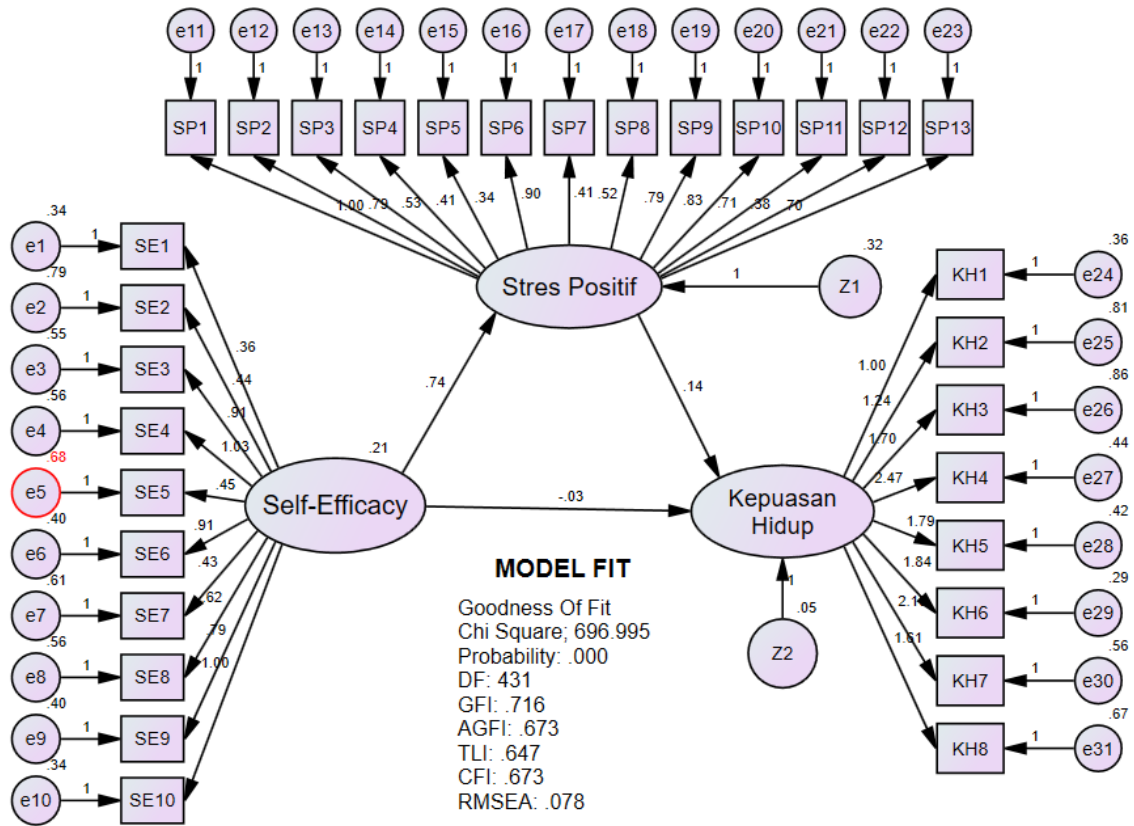 e11 e12 e13 e14 e15 e16 e17 e18 e19 e20 e21 e22 e23
1 1 1 1 1 1 1 1 1 1 1 1 1
SP1 SP2 SP3 SP4 SP5 SP6 SP7 SP8 SP9 SP10 SP11 SP12 SP13
1.00 .79 .53 .41 .34 .90 .41 .52 .79 .83 .71 .38 .70
Stres Positif
1
.32
Z1
.34
e1 1 SE1
.79
e2 1 SE2
.55
e3 1 SE3
.56
e4 1 SE4
.68
e5 1 SE5
.40
e6 1 SE6
.61
e7 1 SE7
.56
e8 1 SE8
.40
e9 1 SE9
.34
e10 1 SE10
.36
.44
.91
1.03
.45
.91
.43
.62
.79
1.00
.21
Self-Efficacy
.74
.14
-.03
Kepuasan
Hidup
1
.05
Z2
1.00
1.24
1.70
2.47
1.79
1.84
1.61
.36
KH1 1 e24
.81
KH2 1 e25
.86
KH3 1 e26
.44
KH4 1 e27
.42
KH5 1 e28
.29
KH6 1 e29
.56
KH7 1 e30
.67
KH8 1 e31
MODEL FIT
Goodness Of Fit
Chi Square; 696.995
Probability: .000
DF: 431
GFI: .716
AGFI: .673
TLI: .647
CFI: .673
RMSEA: .078